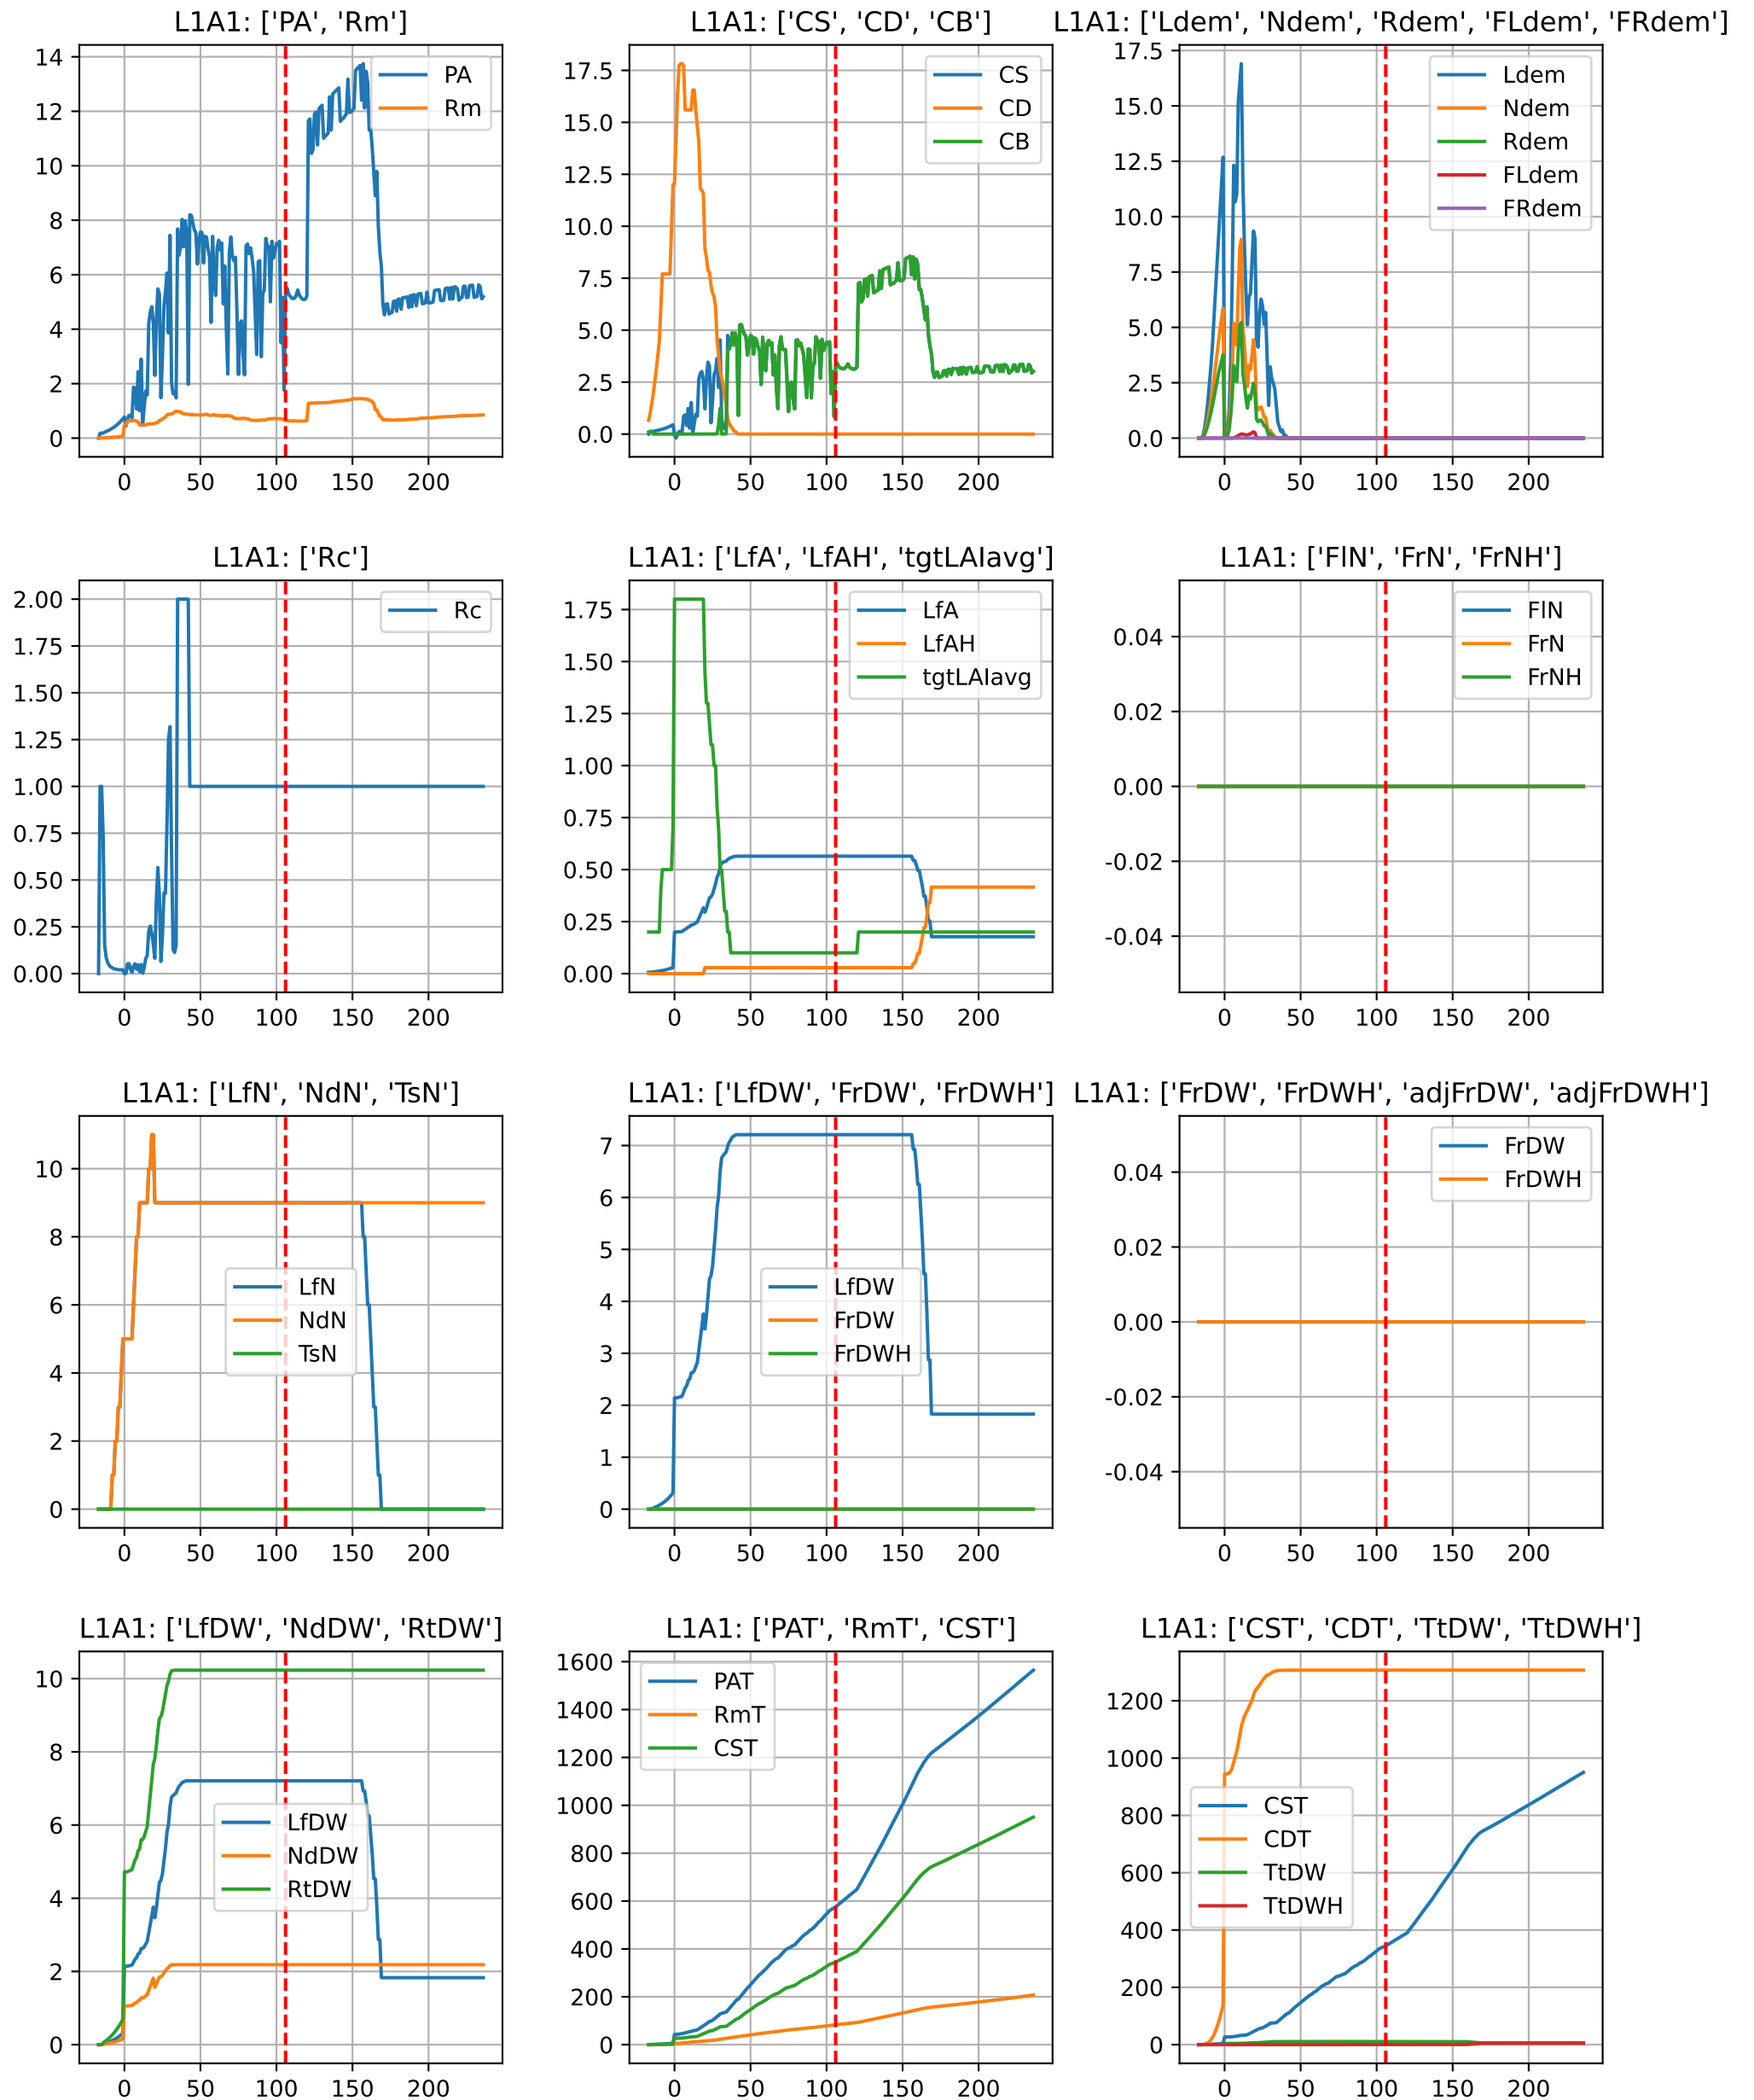 L1A1: ['PA', 'Rm']
14
12
10
8
6
4
2
0
0 50 100 150 200
PA
Rm
L1A1: ['CS', 'CD', 'CB']
17.5
15.0
12.5
10.0
7.5
5.0
2.5
0.0
0 50 100 150 200
CS
CD
CB
L1A1: ['Ldem', 'Ndem', 'Rdem', 'FLdem', 'FRdem']
17.5
15.0
12.5
10.0
7.5
5.0
2.5
0.0
0 50 100 150 200
Ldem
Ndem
Rdem
FLdem
FRdem
L1A1: ['Rc']
2.00
1.75
1.50
1.25
1.00
0.75
0.50
0.25
0.00
0 50 100 150 200
Rc
L1A1: ['LfA', 'LfAH', 'tgtLAIavg']
1.75
1.50
1.25
1.00
0.75
0.50
0.25
0.00
0 50 100 150 200
LfA
LfAH
tgtLAIavg
L1A1: ['FlN', 'FrN', 'FrNH']
0.04
0.02
0.00
-0.02
-0.04
0 50 100 150 200
FlN
FrN
FrNH
L1A1: ['LfN', 'NdN', 'TsN']
10
8
6
4
2
0
0 50 100 150 200
LfN
NdN
TsN
L1A1: ['LfDW', 'FrDW', 'FrDWH']
7
6
5
4
3
2
1
0
0 50 100 150 200
LfDW
FrDW
FrDWH
L1A1: ['FrDW', 'FrDWH', 'adjFrDW', 'adjFrDWH']
0.04
0.02
0.00
-0.02
-0.04
0 50 100 150 200
FrDW
FrDWH
L1A1: ['LfDW', 'NdDW', 'RtDW']
10
8
6
4
2
0
0 50 100 150 200
LfDW
NdDW
RtDW
L1A1: ['PAT', 'RmT', 'CST']
1600
1400
1200
1000
800
600
400
200
0
0 50 100 150 200
PAT
RmT
CST
L1A1: ['CST', 'CDT', 'TtDW', 'TtDWH']
1200
1000
800
600
400
200
0
0 50 100 150 200
CST
CDT
TtDW
TtDWH